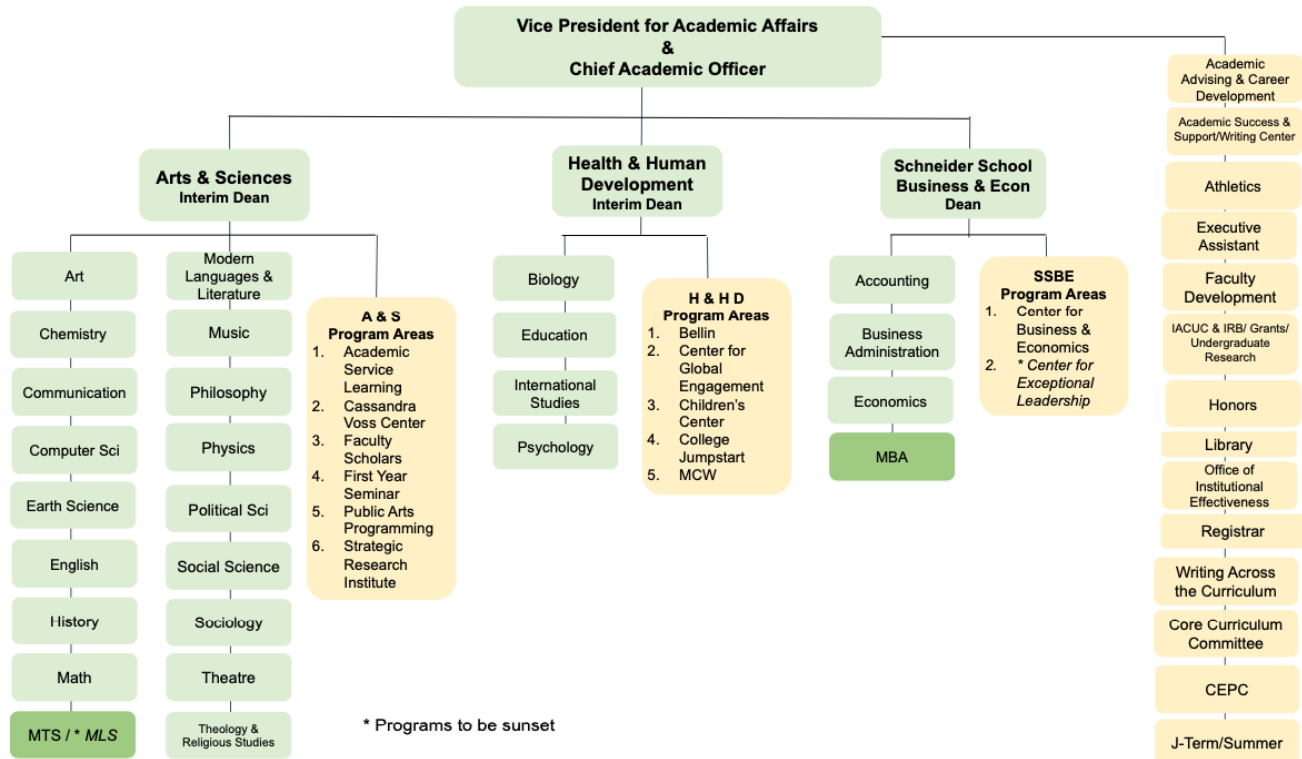 Vice President for Academic Affairs
&
Chief Academic Officer
Arts & Sciences
Interim Dean
Health & Human
Development
Interim Dean
Schneider School
Business & Econ
Dean
Art
Chemistry
Communication
Computer Sci
Earth Science
English
History
Math
MTS / * MLS
Modern
Languages &
Literature
Music
Philosophy
Physics
Political Sci
Social Science
Sociology
Theatre
Theology &
Religious Studies
A & S
Program Areas
1. Academic
Service
Learning
2. Cassandra
Voss Center
3. Faculty
Scholars
4. First Year
Seminar
5. Public Arts
Programming
6. Strategic
Research
Institute
Biology
Education
International
Studies
Psychology
H & H D
Program Areas
1. Bellin
2. Center for
Global
Engagement
3. Children's
Center
4. College
Jumpstart
5. MCW
Accounting
Business
Administration
Economics
MBA
SSBE
Program Areas
1. Center for
Business &
Economics
2. * Center for
Exceptional
Leadership
Academic
Advising & Career
Development
Academic Success &
Support/Writing Center
Athletics
Executive
Assistant
Faculty
Development
IACUC & IRB/ Grants/
Undergraduate
Research
Honors
Library
Office of
Institutional
Effectiveness
Registrar
Writing Across
the Curriculum
Core Curriculum
Committee
CEPC
J-Term/Summer
* Programs to be sunset